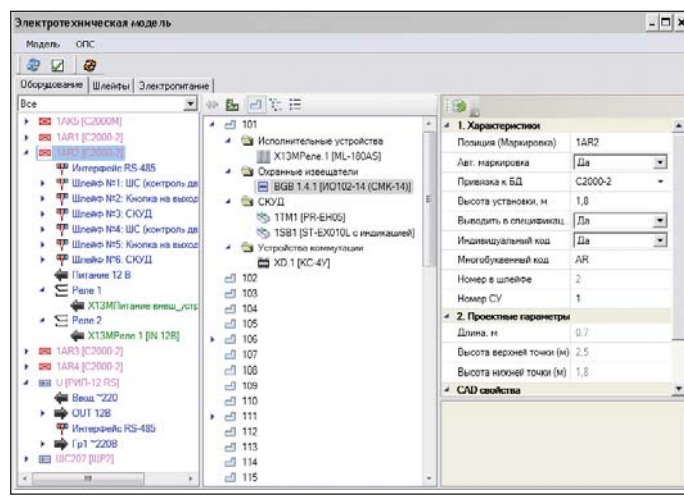 Электротехническая модель
Модель ОПС
Оборудование Шлейфы Электропитание
Все
1AK5 [C2000M]
1AR1 [C2000-2]
1AR2 [C2000-2]
Интерфейс RS-485
Шлейф №1: ШС (контроль дв
Шлейф №2: Кнопка на выход
Шлейф №3: СКУД
Шлейф №4: ШС (контроль дв
Шлейф №5: Кнопка на выход
Шлейф №6: СКУД
Питание 12 В
Реле 1
X13MПитание внеш_устр
Реле 2
X13MРеле 1 [IN 12В]
1AR3 [C2000-2]
1AR4 [C2000-2]
U [РИП-12 RS]
Ввод ~220
OUT 12В
Интерфейс RS-485
Гр1 ~220В
ШС207 [ШР2]
101
Исполнительные устройства
X13MРеле.1 [ML-180AS]
Охранные извещатели
BGB 1.4.1 [ИО102-14 (СМК-14)]
СКУД
1TM1 [PR-EH05]
1SB1 [ST-EX010L с индикацией]
Устройства коммутации
XD.1 [КС-4У]
102
103
104
105
106
107
108
109
110
111
112
113
114
115
1. Характеристики
Позиция (Маркировка) 1AR2
Авт. маркировка Да
Привязка к БД C2000-2
Высота установки, м 1,8
Выводить в спецификац. Да
Индивидуальный код Да
Многобуквенный код AR
Номер в шлейфе 2
Номер СУ 1
2. Проектные параметры
Длина, м 0.7
Высота верхней точки (м) 2,5
Высота нижней точки (м) 1,8
CAD свойства